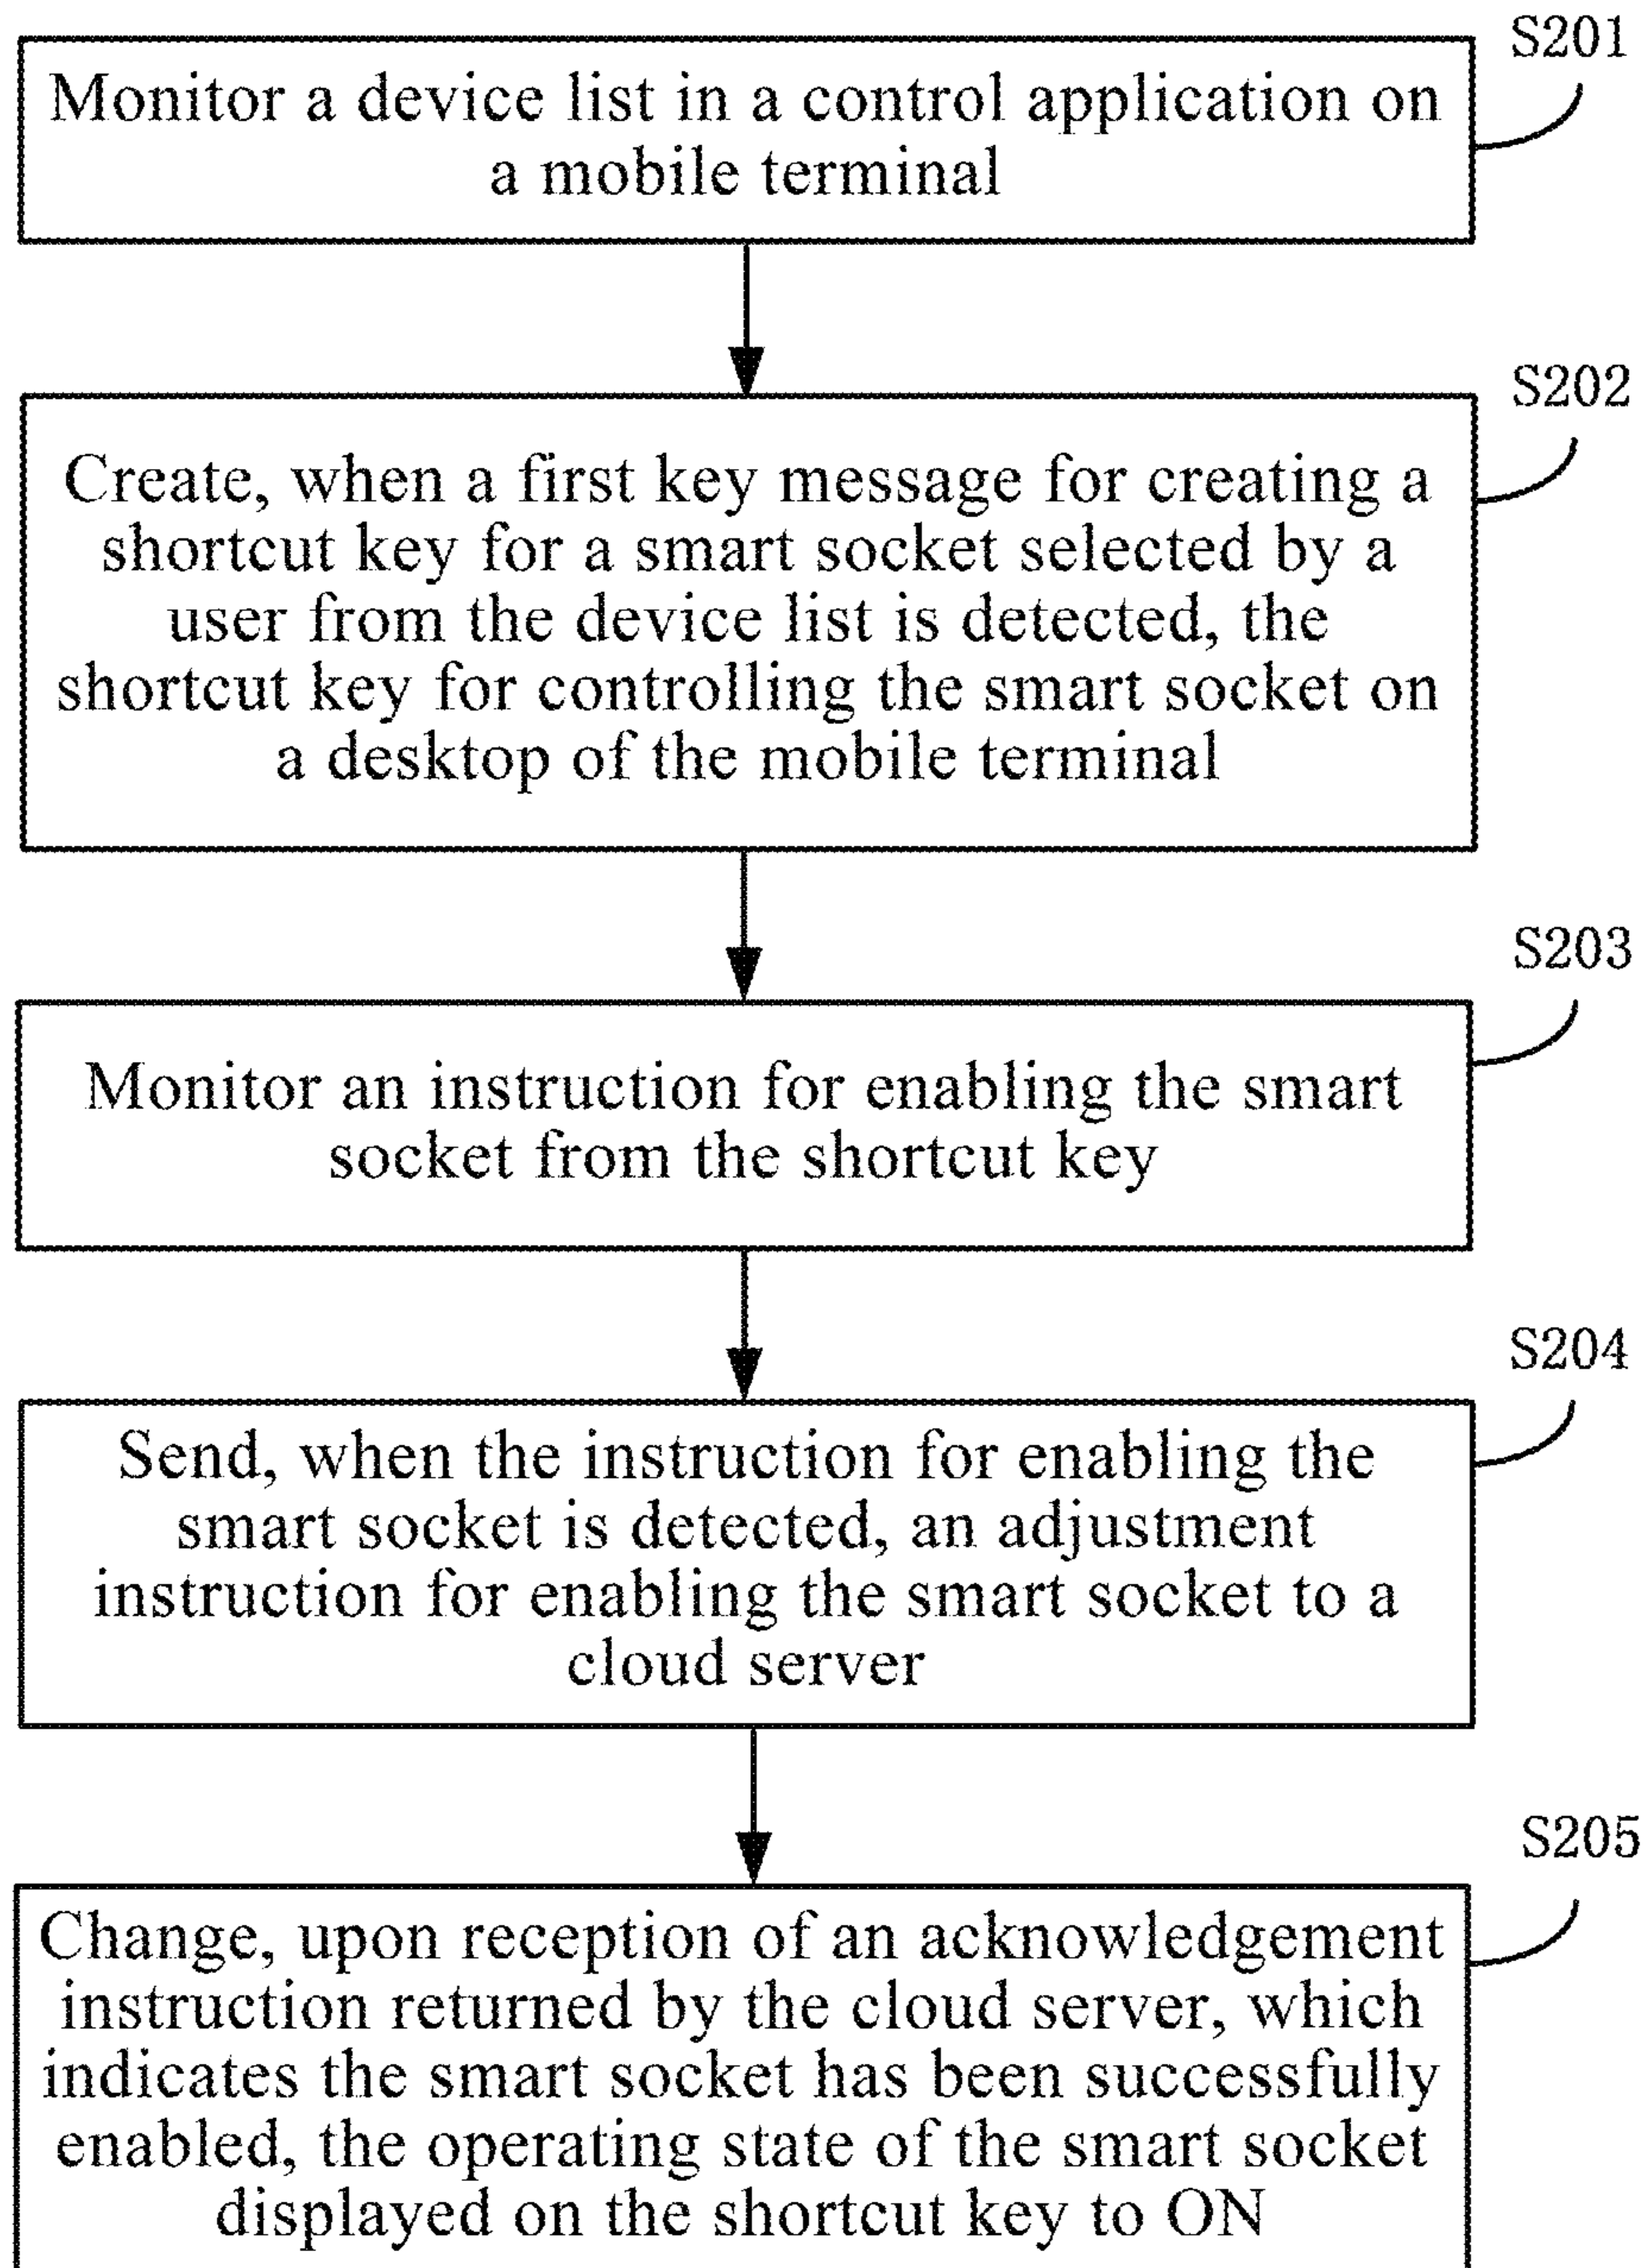 S201
Monitor a device list in a control application on
a mobile terminal
S202
Create, when a first key message for creating a
shortcut key for a smart socket selected by a
user from the device list is detected, the
shortcut key for controlling the smart socket on
a desktop of the mobile terminal
S203
Monitor an instruction for enabling the smart
socket from the shortcut key
S204
Send, when the instruction for enabling the
smart socket is detected, an adjustment
instruction for enabling the smart socket to a
cloud server
S205
Change, upon reception of an acknowledgement
instruction returned by the cloud server, which
indicates the smart socket has been successfully
enabled, the operating state of the smart socket
displayed on the shortcut key to ON